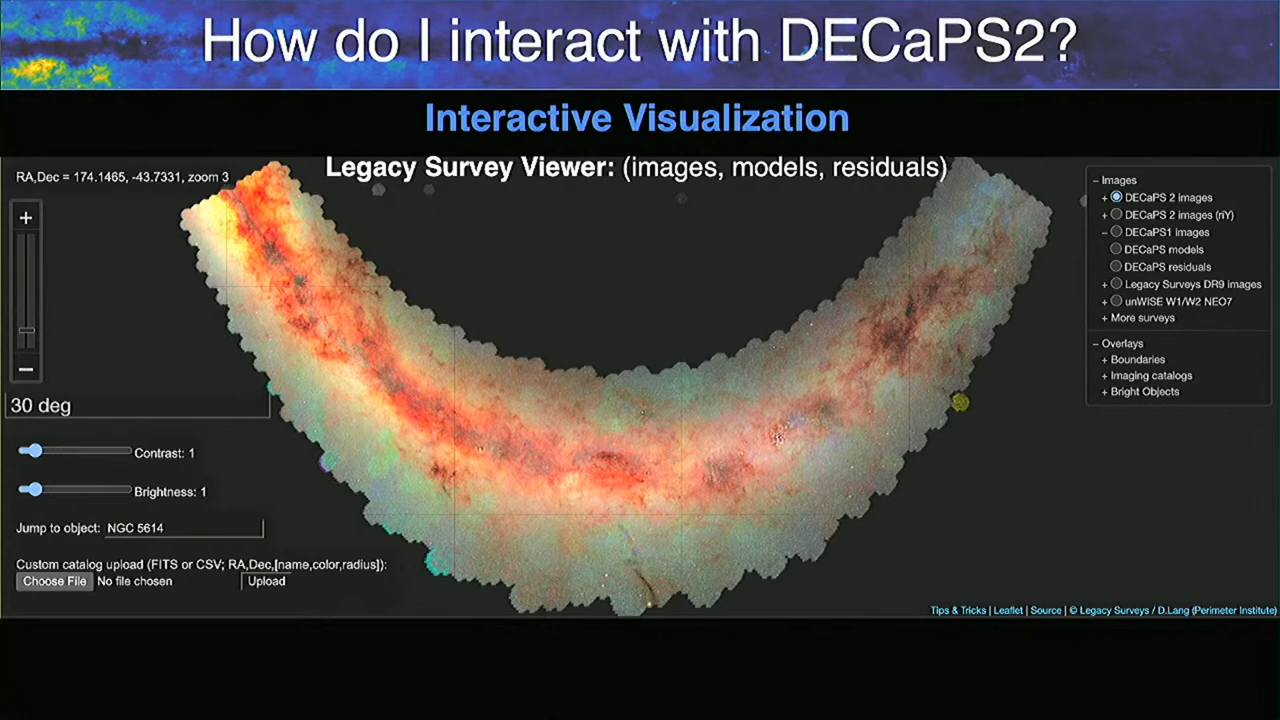 How do I interact with DECaPS2?
Interactive Visualization
Legacy Survey Viewer: (images, models, residuals)
RA,Dec = 174.1465, -43.7331, zoom 3
+
−
30 deg
Contrast: 1
Brightness: 1
Jump to object: NGC 5614
Custom catalog upload (FITS or CSV; RA,Dec,[name,color,radius]):
Choose File No file chosen Upload
− Images
+ DECaPS 2 images
+ DECaPS 2 images (riY)
− DECaPS1 images
DECaPS models
DECaPS residuals
+ Legacy Surveys DR9 images
+ unWISE W1/W2 NEO7
+ More surveys
− Overlays
+ Boundaries
+ Imaging catalogs
+ Bright Objects
Tips & Tricks | Leaflet | Source | © Legacy Surveys / D.Lang (Perimeter Institute)